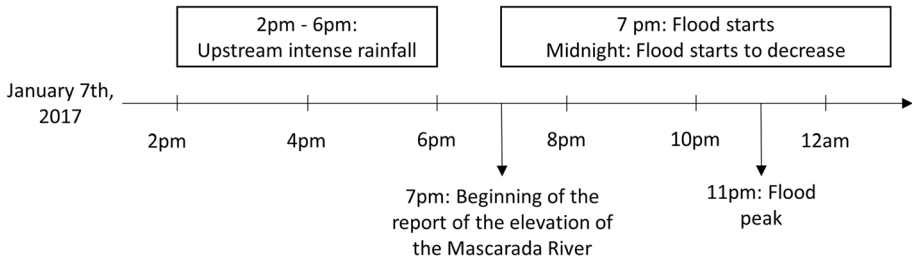 2pm - 6pm:
Upstream intense rainfall
7 pm: Flood starts
Midnight: Flood starts to decrease
January 7th,
2017
2pm
4pm
6pm
8pm
10pm
12am
7pm: Beginning of the
report of the elevation of
the Mascarada River
11pm: Flood
peak